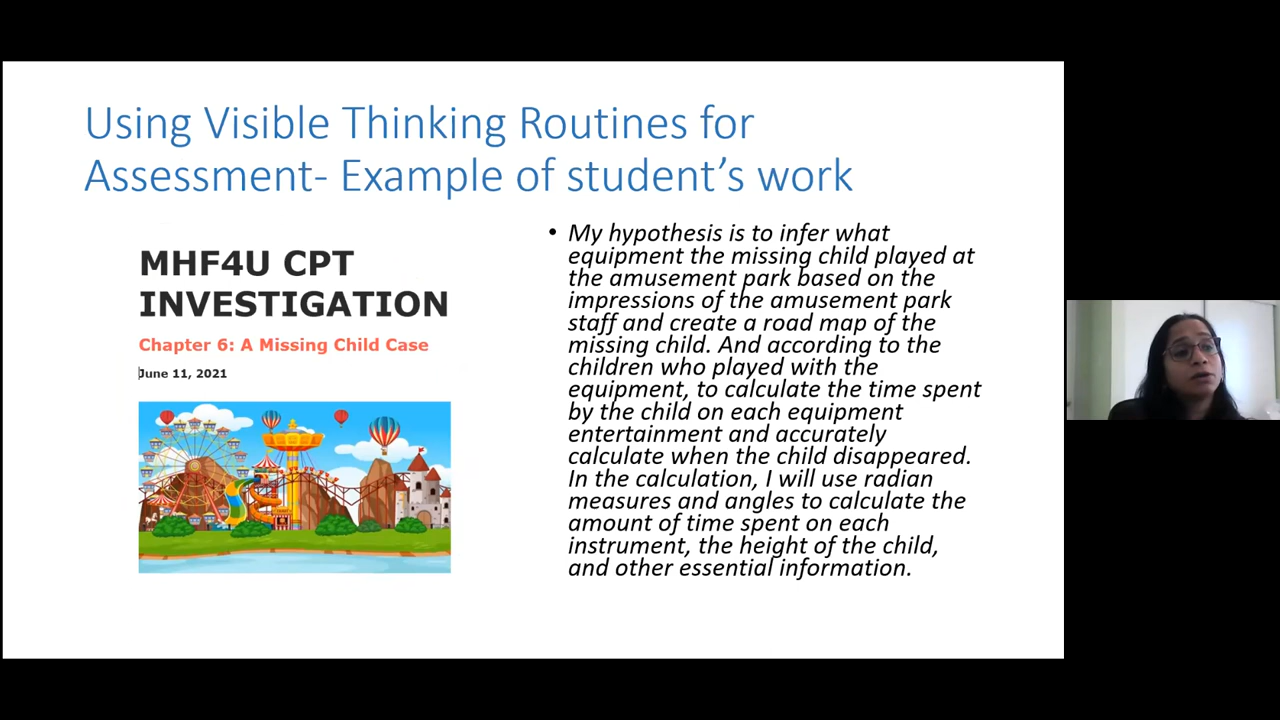 Using Visible Thinking Routines for
Assessment- Example of student's work
MHF4U CPT
INVESTIGATION
Chapter 6: A Missing Child Case
June 11, 2021
• My hypothesis is to infer what
equipment the missing child played at
the amusement park based on the
impressions of the amusement park
staff and create a road map of the
missing child. And according to the
children who played with the
equipment, to calculate the time spent
by the child on each equipment
entertainment and accurately
calculate when the child disappeared.
In the calculation, I will use radian
measures and angles to calculate the
amount of time spent on each
instrument, the height of the child,
and other essential information.